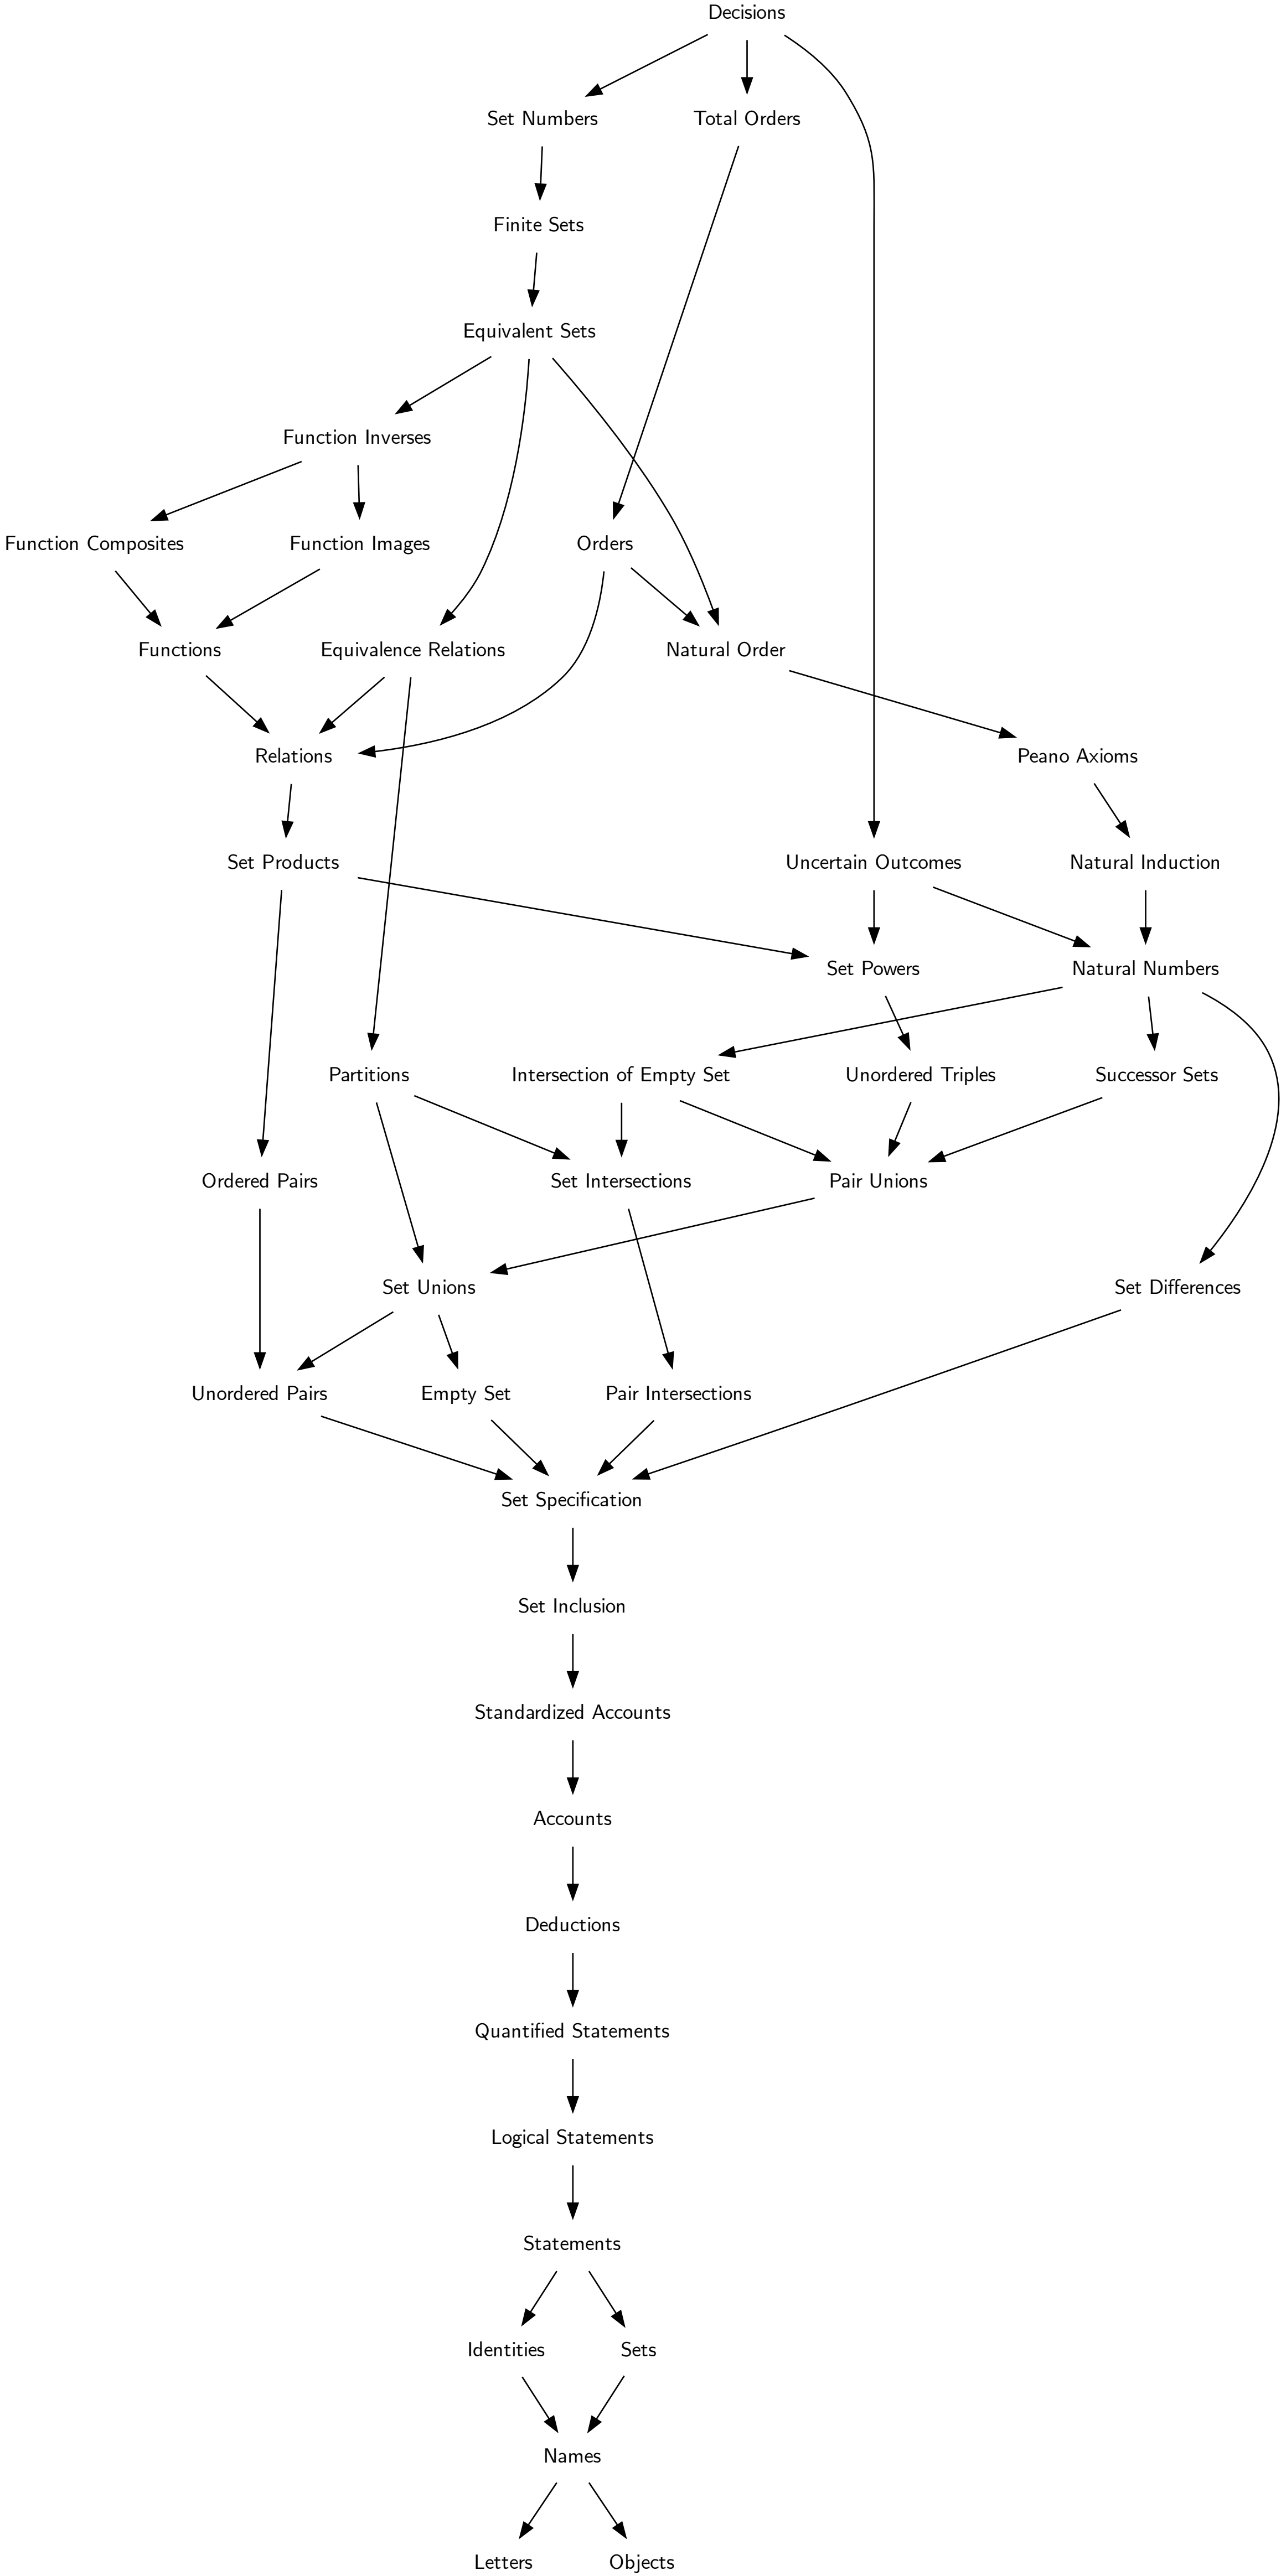 Decisions
Set Numbers
Total Orders
Finite Sets
Equivalent Sets
Function Inverses
Function Composites
Function Images
Orders
Functions
Equivalence Relations
Natural Order
Relations
Peano Axioms
Set Products
Uncertain Outcomes
Natural Induction
Set Powers
Natural Numbers
Partitions
Intersection of Empty Set
Unordered Triples
Successor Sets
Ordered Pairs
Set Intersections
Pair Unions
Set Unions
Set Differences
Unordered Pairs
Empty Set
Pair Intersections
Set Specification
Set Inclusion
Standardized Accounts
Accounts
Deductions
Quantified Statements
Logical Statements
Statements
Identities
Sets
Names
Letters
Objects